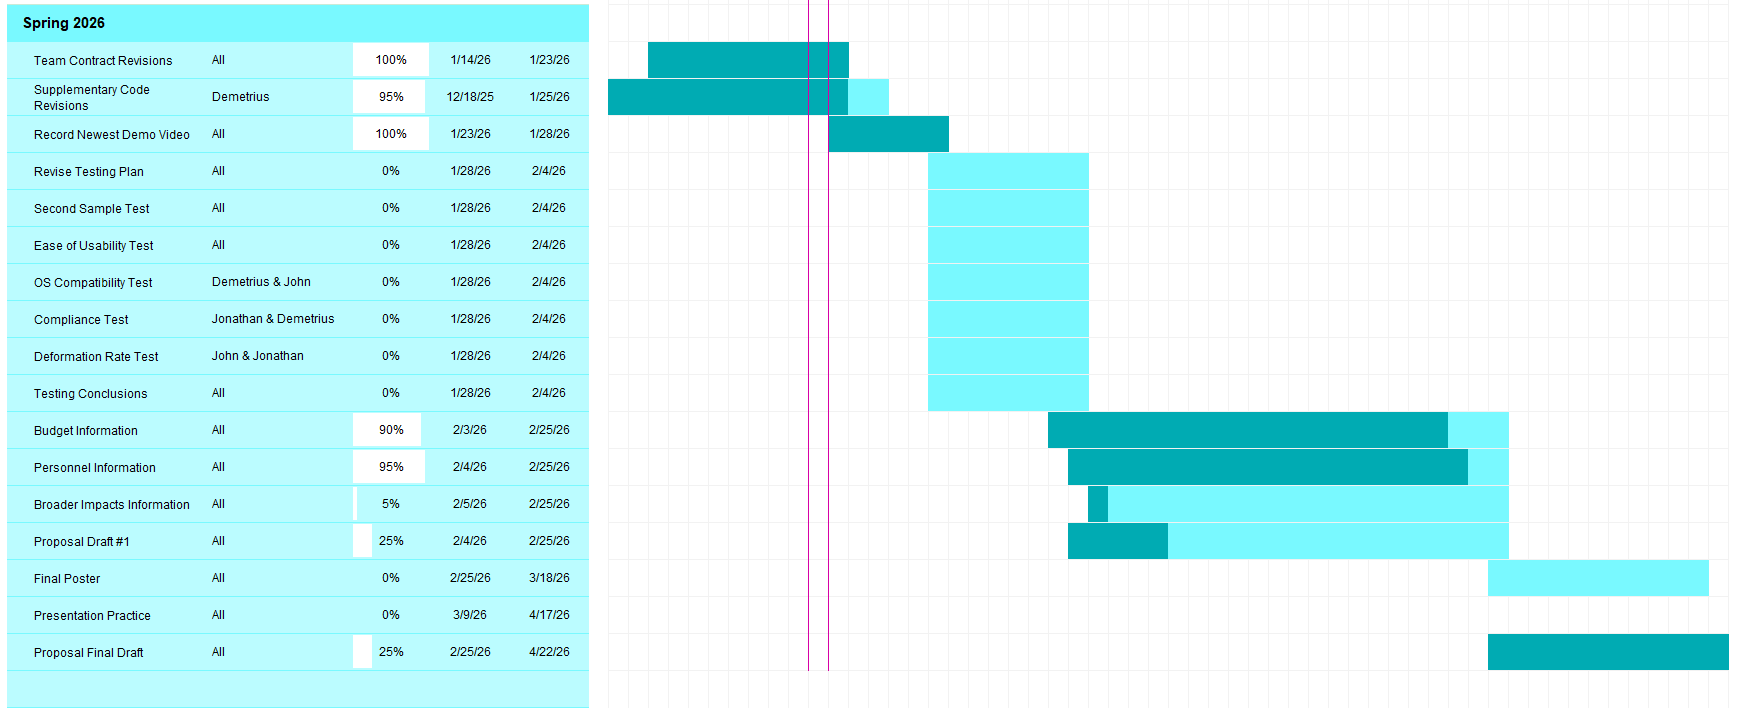 Spring 2026
Team Contract Revisions All 100% 1/14/26 1/23/26
Supplementary Code
Revisions Demetrius 95% 12/18/25 1/25/26
Record Newest Demo Video All 100% 1/23/26 1/28/26
Revise Testing Plan All 0% 1/28/26 2/4/26
Second Sample Test All 0% 1/28/26 2/4/26
Ease of Usability Test All 0% 1/28/26 2/4/26
OS Compatibility Test Demetrius & John 0% 1/28/26 2/4/26
Compliance Test Jonathan & Demetrius 0% 1/28/26 2/4/26
Deformation Rate Test John & Jonathan 0% 1/28/26 2/4/26
Testing Conclusions All 0% 1/28/26 2/4/26
Budget Information All 90% 2/3/26 2/25/26
Personnel Information All 95% 2/4/26 2/25/26
Broader Impacts Information All 5% 2/5/26 2/25/26
Proposal Draft #1 All 25% 2/4/26 2/25/26
Final Poster All 0% 2/25/26 3/18/26
Presentation Practice All 0% 3/9/26 4/17/26
Proposal Final Draft All 25% 2/25/26 4/22/26